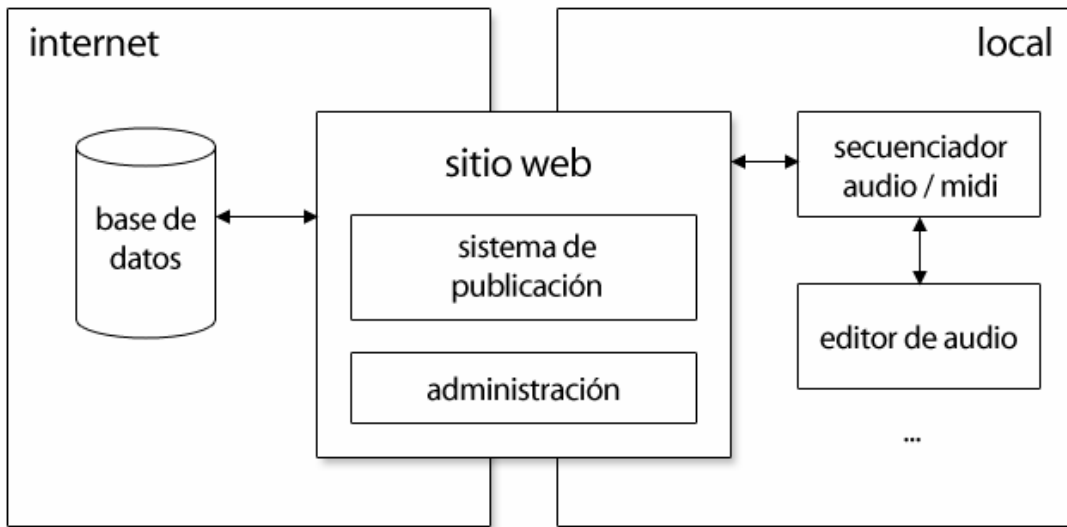 internet
local
base de
datos
sitio web
sistema de
publicación
administración
secuenciador
audio / midi
editor de audio
...